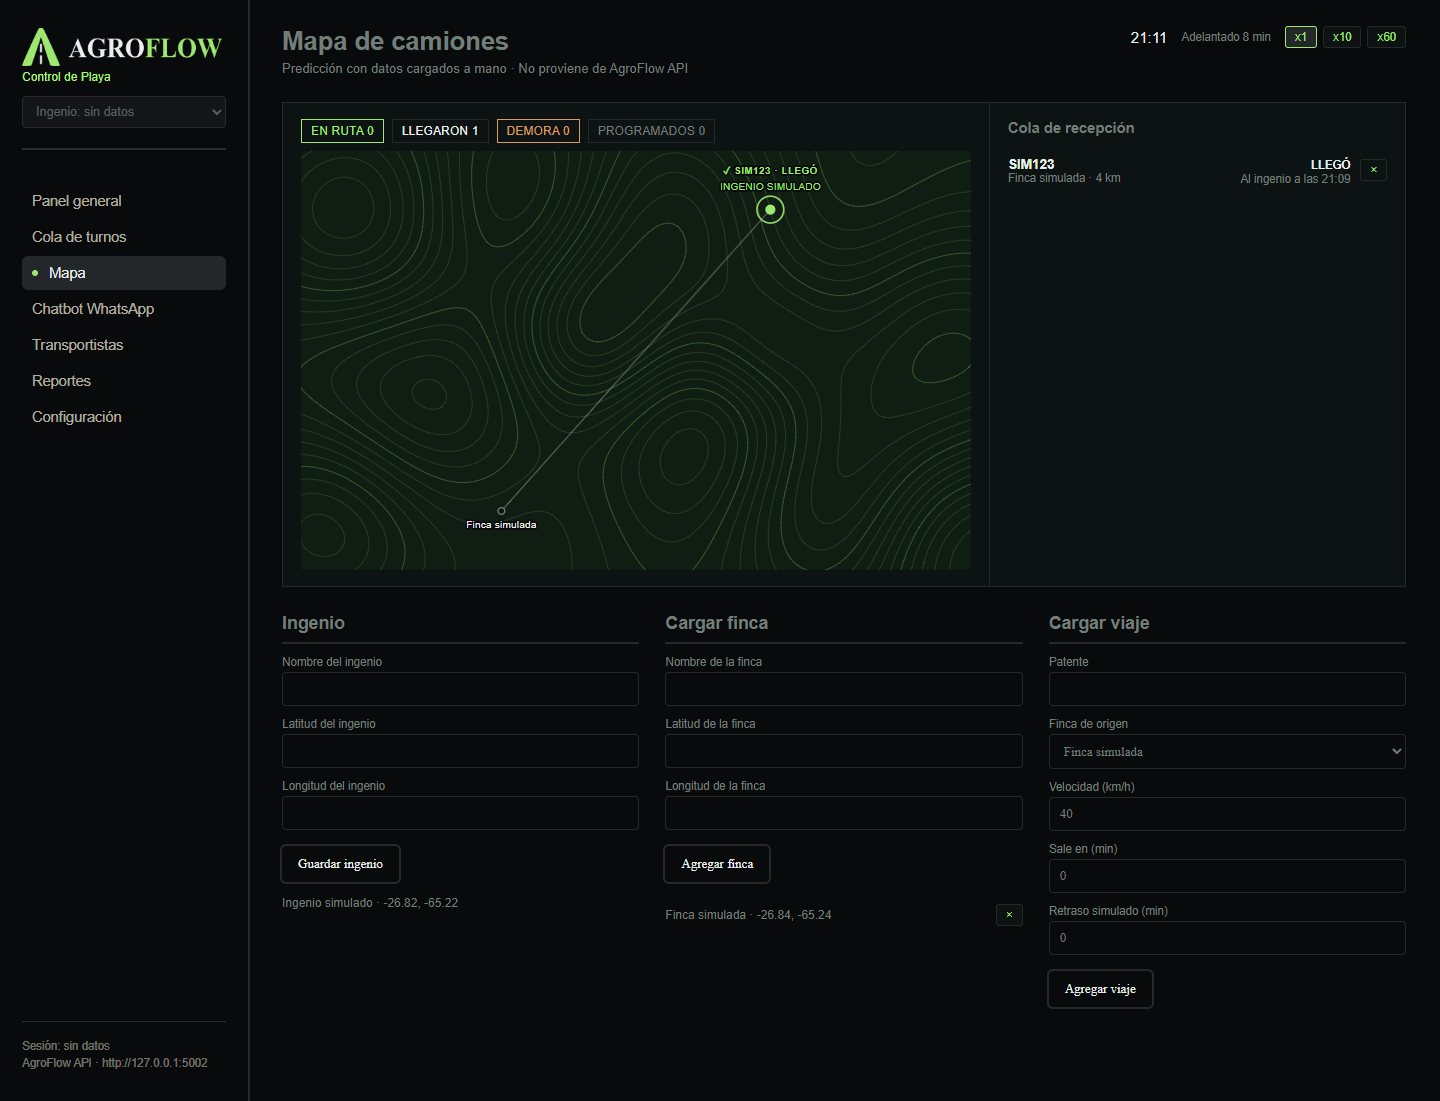 AGROFLOW
Control de Playa
Ingenio: sin datos
Panel general
Cola de turnos
Mapa
Chatbot WhatsApp
Transportistas
Reportes
Configuración
Sesión: sin datos
AgroFlow API · http://127.0.0.1:5002
Mapa de camiones
Predicción con datos cargados a mano · No proviene de AgroFlow API
21:11 Adelantado 8 min x1 x10 x60
EN RUTA 0 LLEGARON 1 DEMORA 0 PROGRAMADOS 0
✓ SIM123 · LLEGÓ
INGENIO SIMULADO
Finca simulada
Cola de recepción
SIM123 LLEGÓ
Finca simulada · 4 km Al ingenio a las 21:09 ×
Ingenio
Nombre del ingenio
Latitud del ingenio
Longitud del ingenio
Guardar ingenio
Ingenio simulado · -26.82, -65.22
Cargar finca
Nombre de la finca
Latitud de la finca
Longitud de la finca
Agregar finca
Finca simulada · -26.84, -65.24 ×
Cargar viaje
Patente
Finca de origen
Finca simulada
Velocidad (km/h)
40
Sale en (min)
0
Retraso simulado (min)
0
Agregar viaje